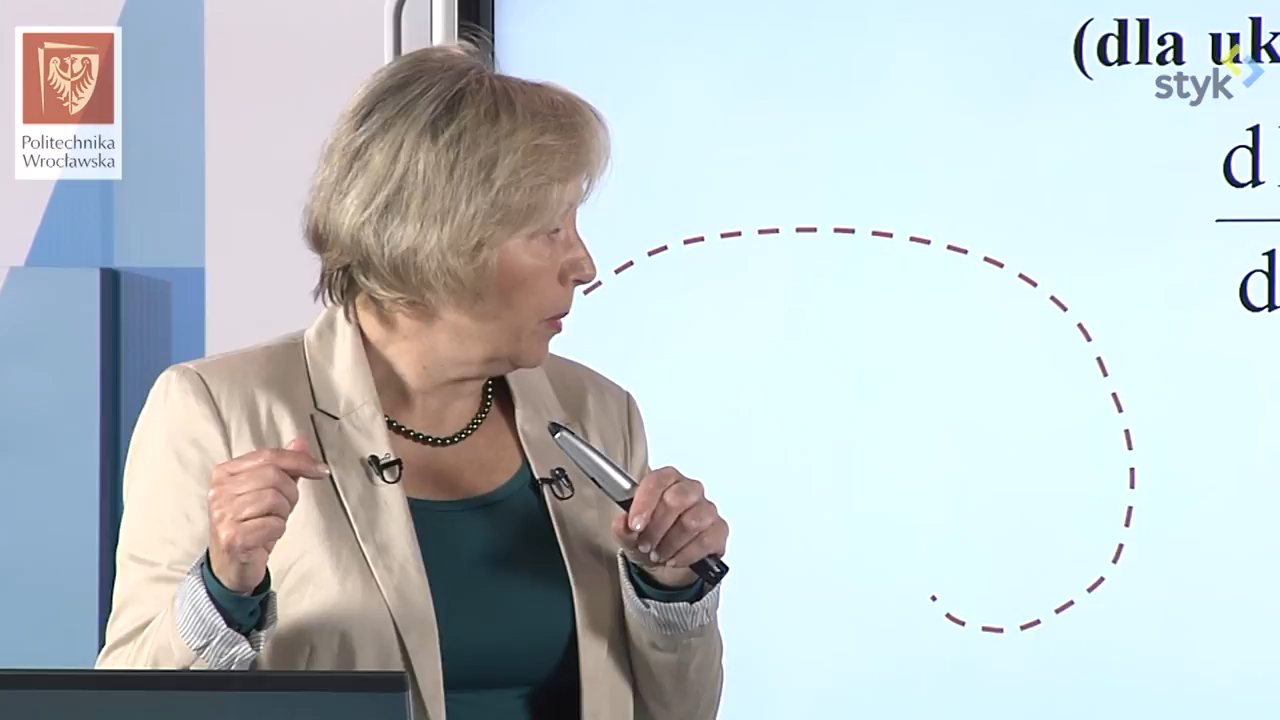 Politechnika
Wrocławska
(dla uk
styk
d
d